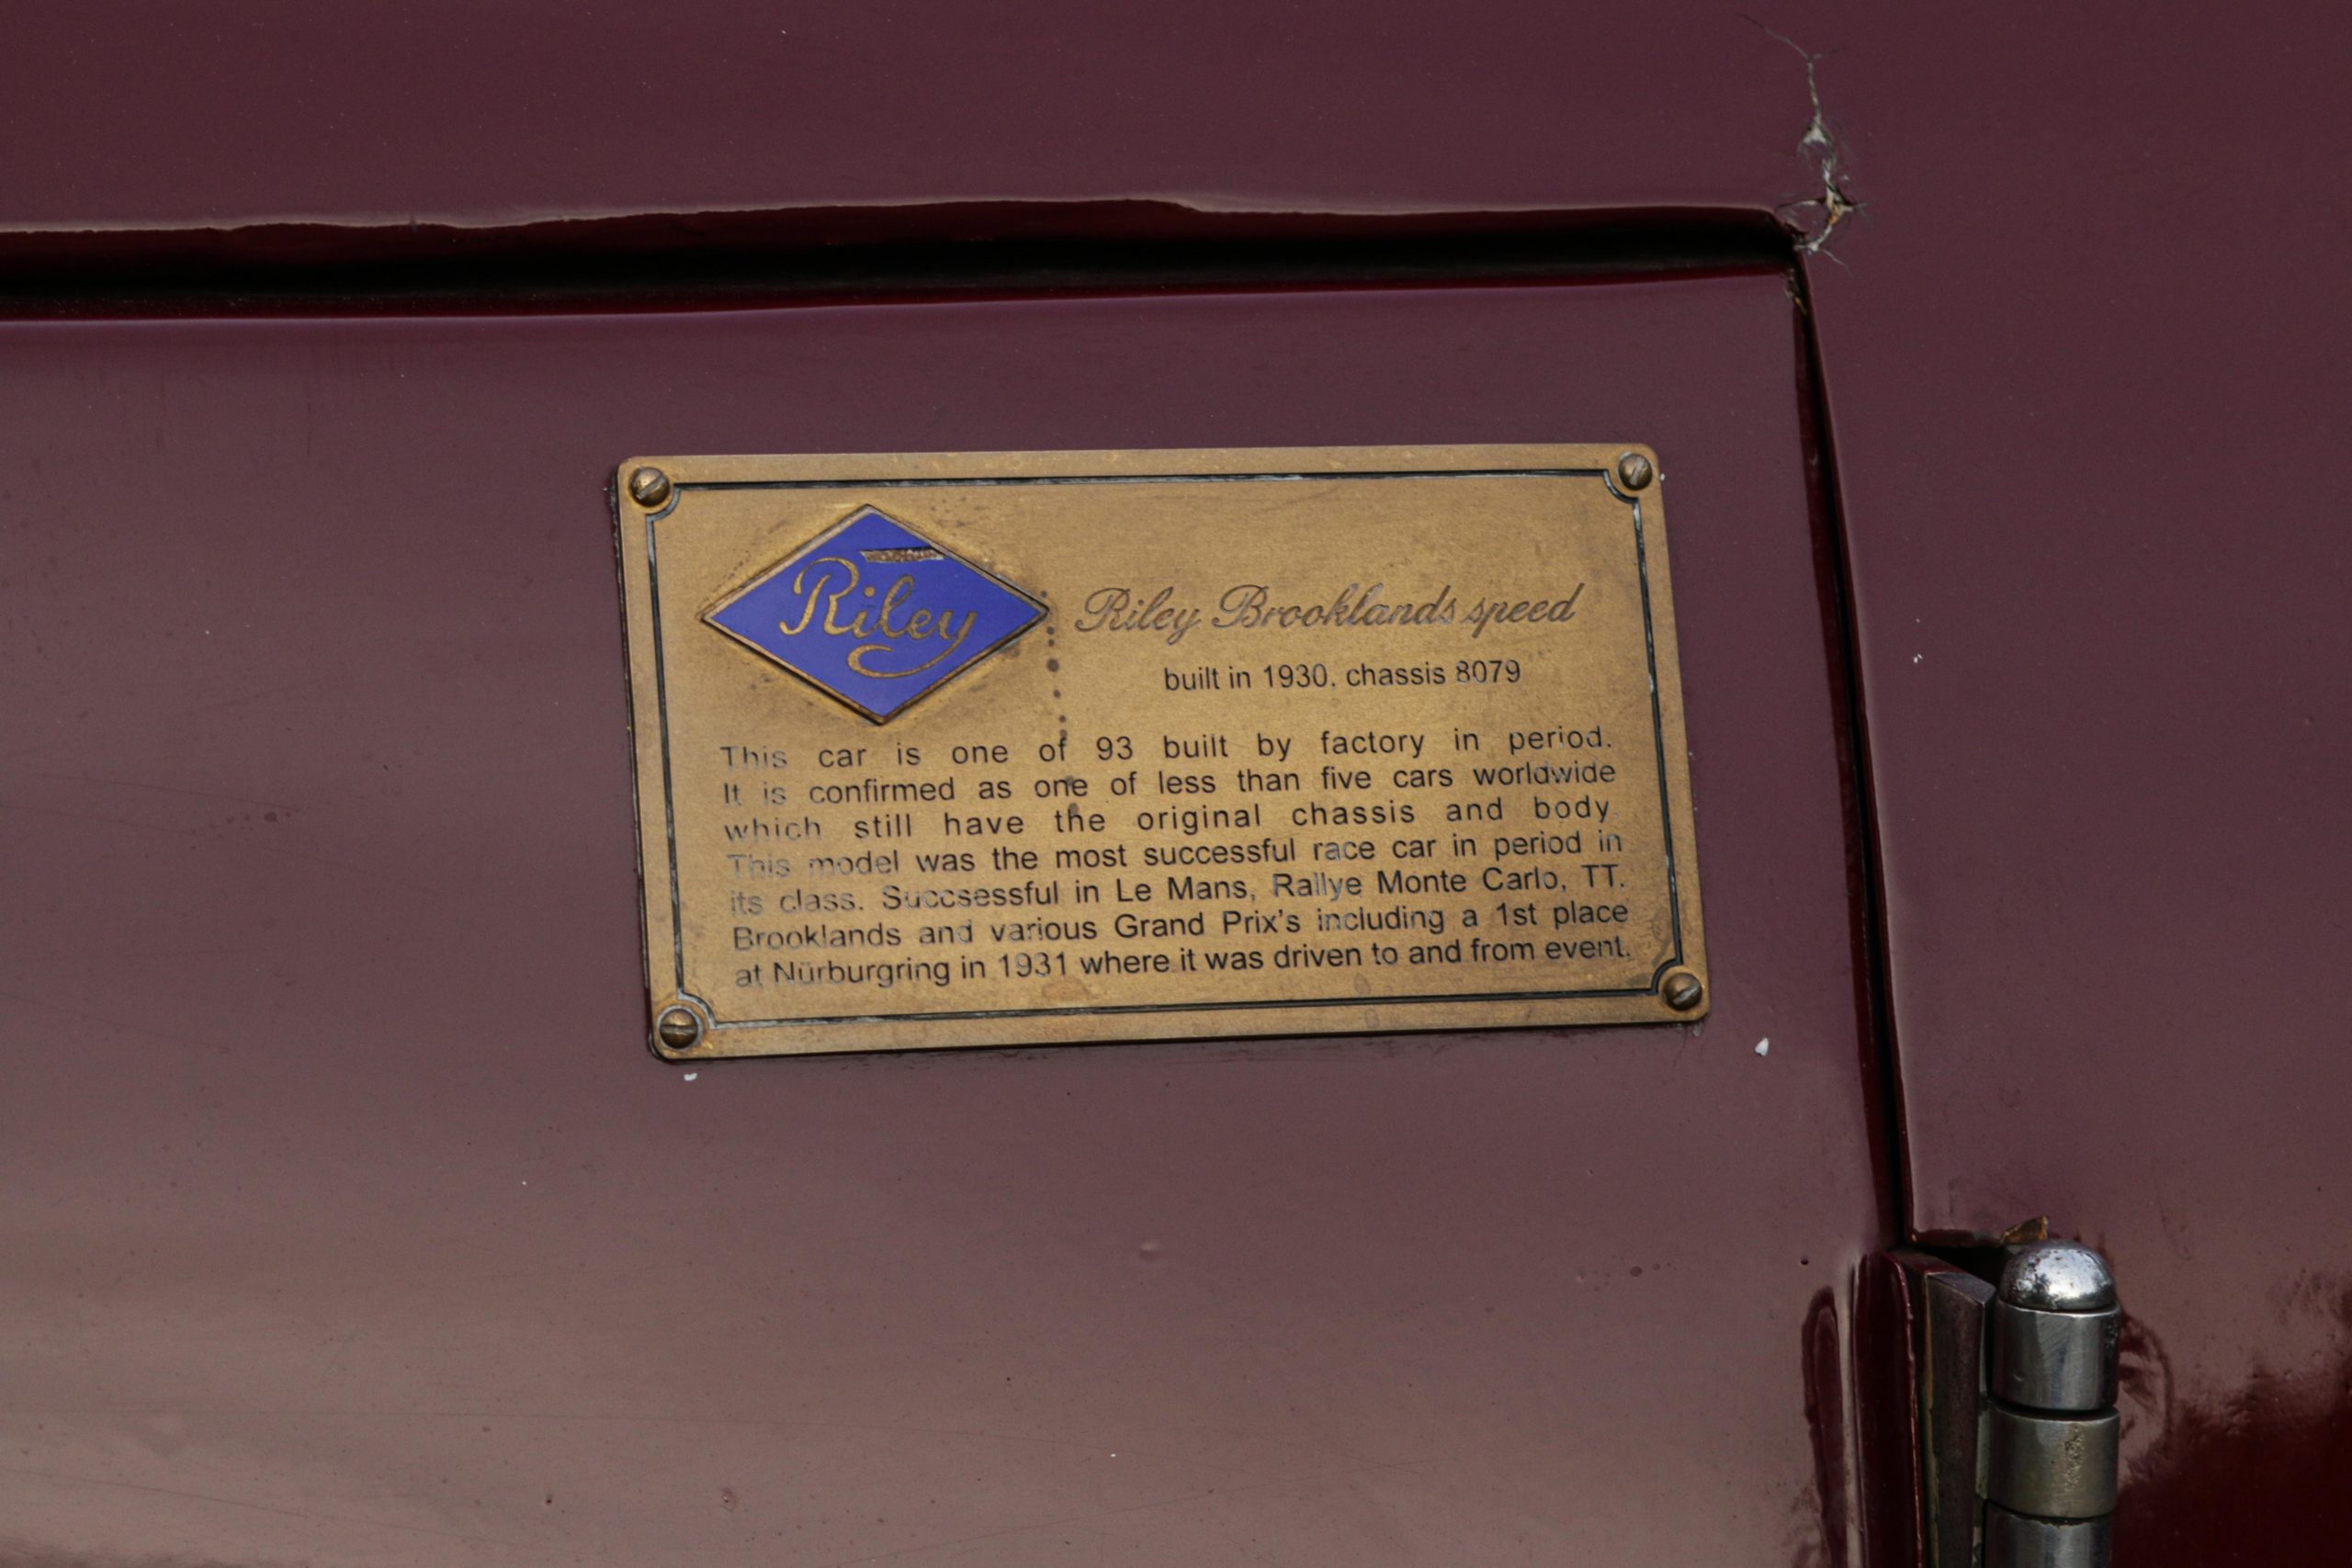 Riley
Riley Brooklands speed
built in 1930. chassis 8079
This car is one of 93 built by factory in period.
It is confirmed as one of less than five cars worldwide
which still have the original chassis and body
This model was the most successful race car in period in
its class. Succsessful in Le Mans, Rallye Monte Carlo, TT.
Brooklands and various Grand Prix's including a 1st place
at Nürburgring in 1931 where it was driven to and from event.